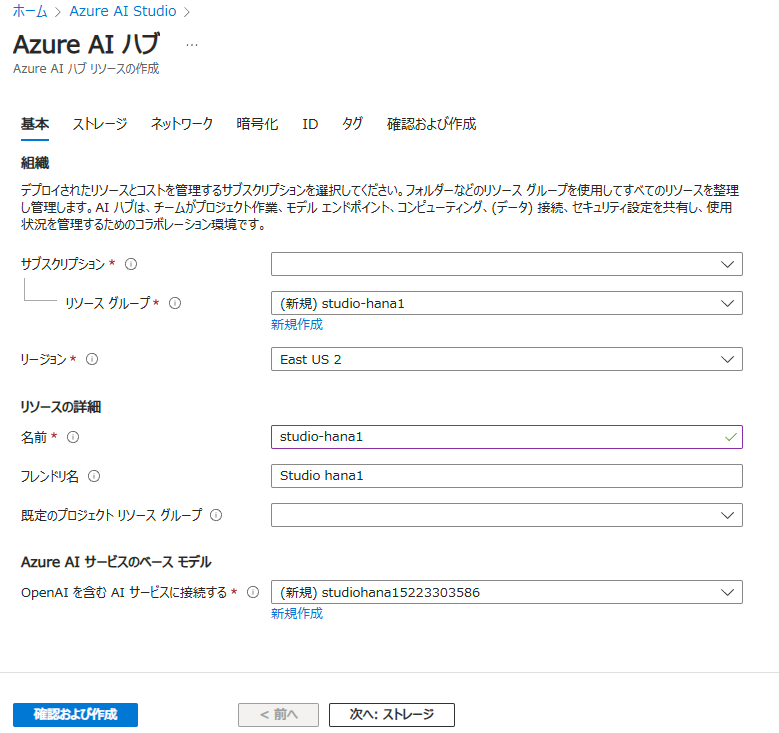 ホーム > Azure AI Studio >
Azure AI ハブ ...
Azure AI ハブ リソースの作成
基本 ストレージ ネットワーク 暗号化 ID タグ 確認および作成
組織
デプロイされたリソースとコストを管理するサブスクリプションを選択してください。フォルダーなどのリソース グループを使用してすべてのリソースを整理
し管理します。AI ハブは、チームがプロジェクト作業、モデル エンドポイント、コンピューティング、(データ) 接続、セキュリティ設定を共有し、使用
状況を管理するためのコラボレーション環境です。
サブスクリプション *
リソース グループ * (新規) studio-hana1
新規作成
リージョン * East US 2
リソースの詳細
名前 * studio-hana1
フレンドリ名 Studio hana1
既定のプロジェクト リソース グループ
Azure AI サービスのベース モデル
OpenAI を含む AI サービスに接続する * (新規) studiohana15223303586
新規作成
確認および作成 < 前へ 次へ: ストレージ